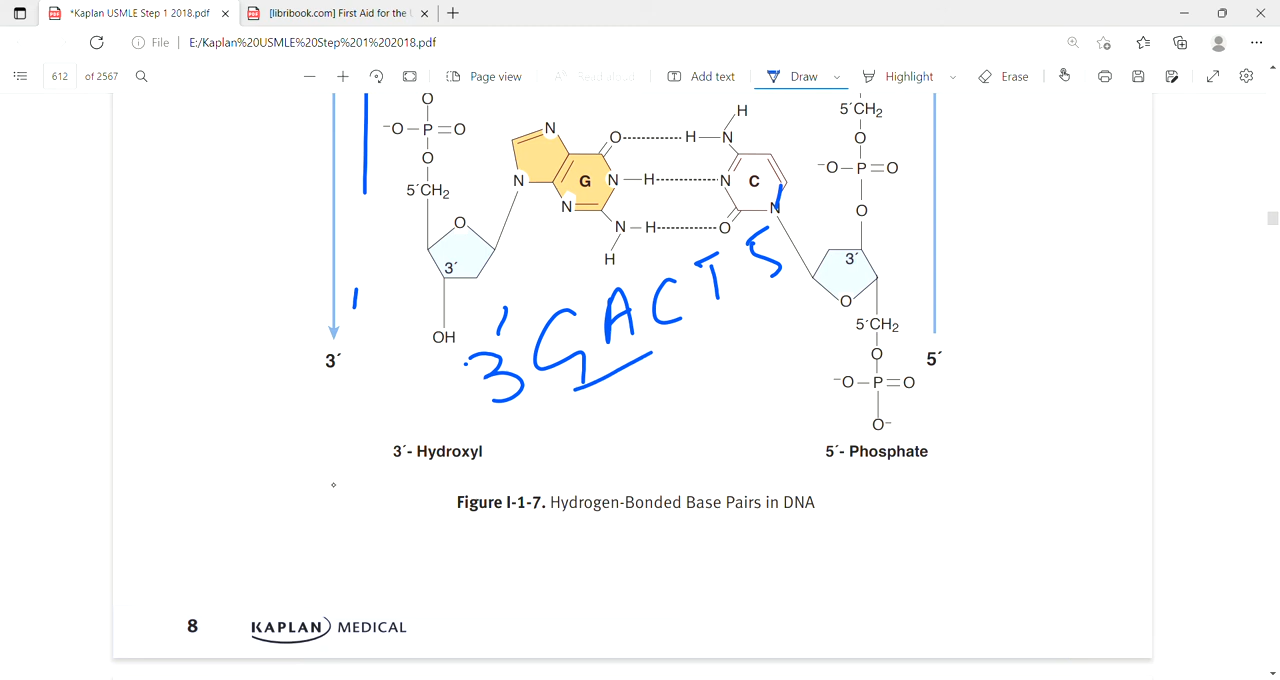 *Kaplan USMLE Step 1 2018.pdf
[libribook.com] First Aid for the
File E:/Kaplan%20USMLE%20Step%201%202018.pdf
612 of 2567 Page view Read aloud Add text Draw Highlight Erase
O
⁻O–P=O
O
5´CH₂
O
3´
OH
3´
N
N
N
G
O
N–H
N–H
H
H
H–N
N
C
O
N
5´CH₂
O
⁻O–P=O
O
3´
O
5´CH₂
O
⁻O–P=O
O⁻
5´
3' GACT 5'
3´- Hydroxyl 5´- Phosphate
Figure I-1-7. Hydrogen-Bonded Base Pairs in DNA
8 KAPLAN MEDICAL